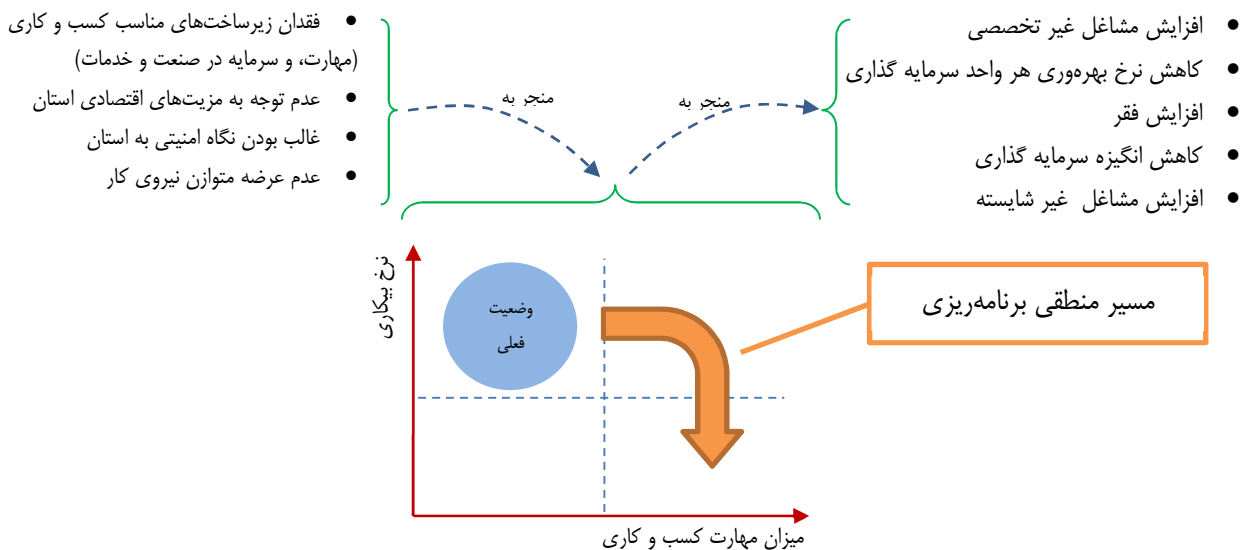 افزایش مشاغل غیر تخصصی
کاهش نرخ بهره‌وری هر واحد سرمایه گذاری
افزایش فقر
کاهش انگیزه سرمایه گذاری
افزایش مشاغل غیر شایسته
منجر به
منجر به
فقدان زیرساخت‌های مناسب کسب و کاری
(مهارت، و سرمایه در صنعت و خدمات)
عدم توجه به مزیت‌های اقتصادی استان
غالب بودن نگاه امنیتی به استان
عدم عرضه متوازن نیروی کار
نرخ بیکاری
وضعیت
فعلی
مسیر منطقی برنامه‌ریزی
میزان مهارت کسب و کاری